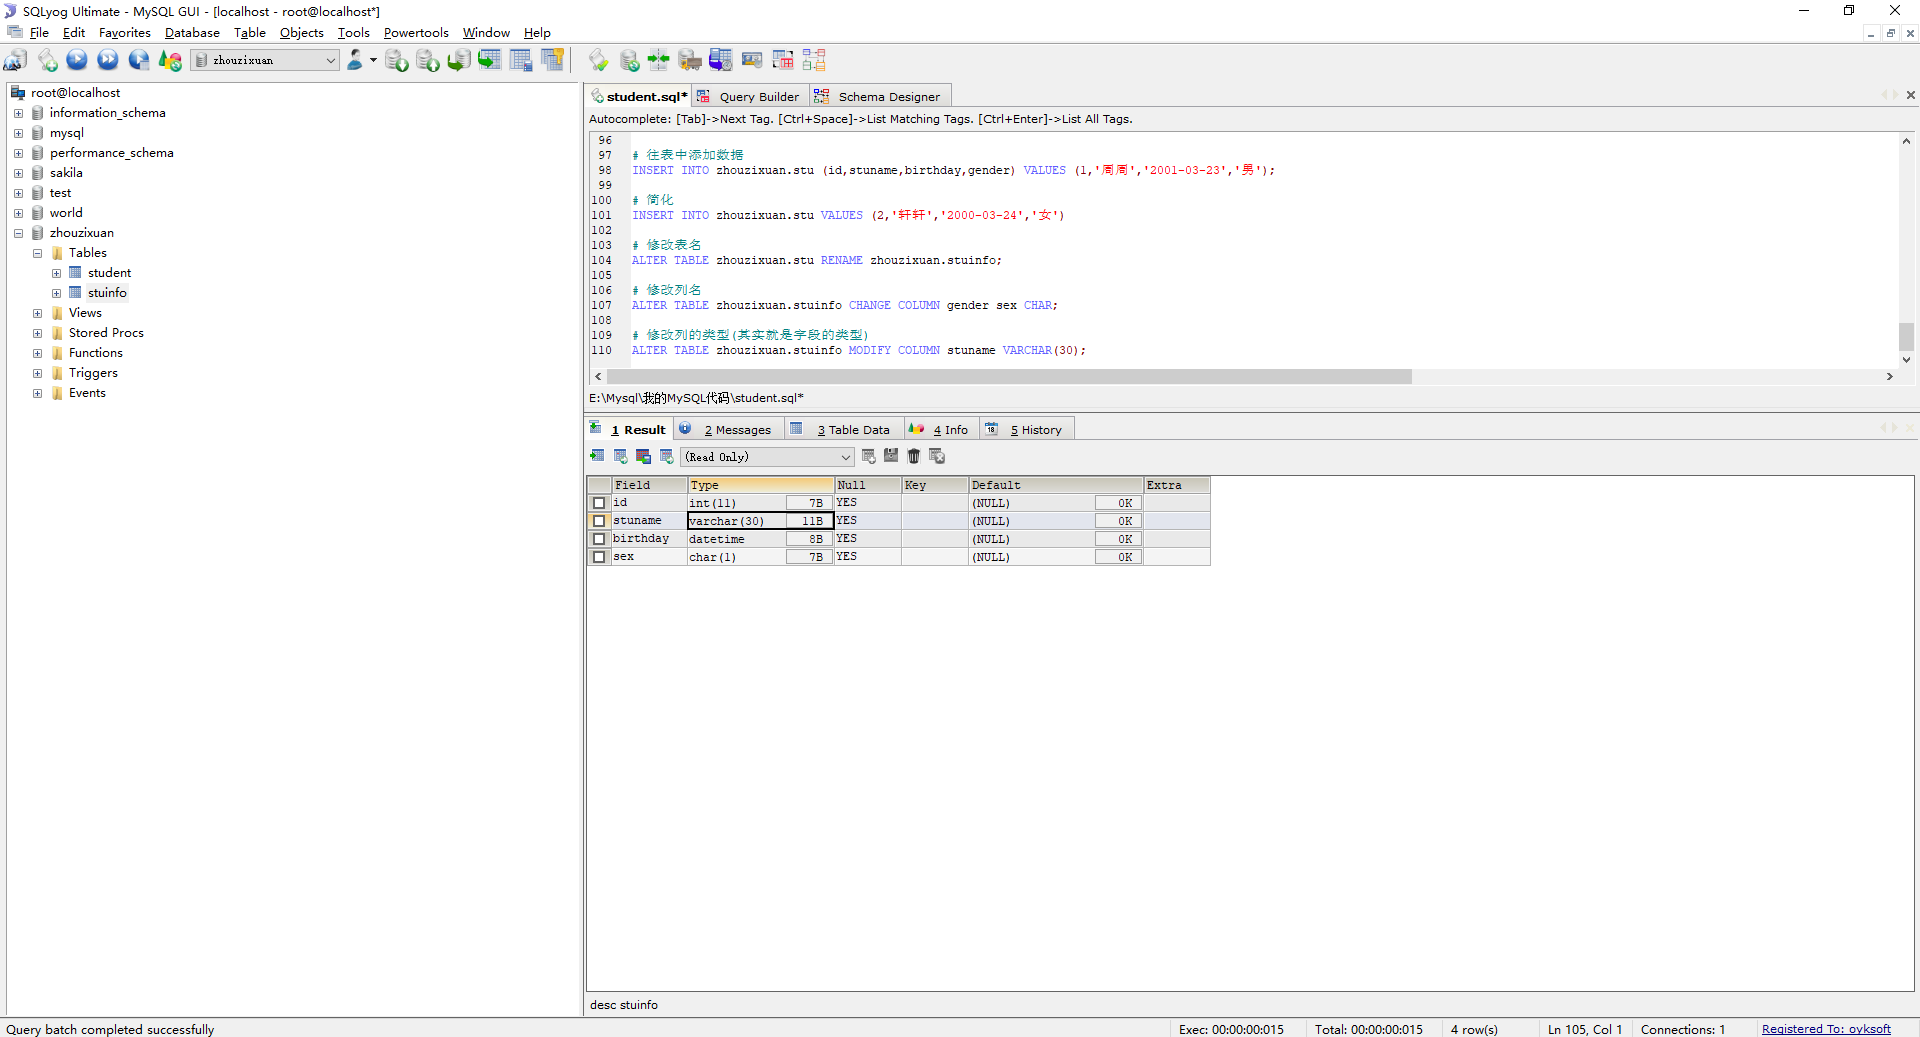 SQLyog Ultimate - MySQL GUI - [localhost - root@localhost*]
File Edit Favorites Database Table Objects Tools Powertools Window Help
zhouzixuan
root@localhost
information_schema
mysql
performance_schema
sakila
test
world
zhouzixuan
Tables
student
stuinfo
Views
Stored Procs
Functions
Triggers
Events
student.sql* Query Builder Schema Designer
Autocomplete: [Tab]->Next Tag. [Ctrl+Space]->List Matching Tags. [Ctrl+Enter]->List All Tags.
96
97 # 往表中添加数据
98 INSERT INTO zhouzixuan.stu (id,stuname,birthday,gender) VALUES (1,'周周','2001-03-23','男');
99
100 # 简化
101 INSERT INTO zhouzixuan.stu VALUES (2,'轩轩','2000-03-24','女')
102
103 # 修改表名
104 ALTER TABLE zhouzixuan.stu RENAME zhouzixuan.stuinfo;
105
106 # 修改列名
107 ALTER TABLE zhouzixuan.stuinfo CHANGE COLUMN gender sex CHAR;
108
109 # 修改列的类型(其实就是字段的类型)
110 ALTER TABLE zhouzixuan.stuinfo MODIFY COLUMN stuname VARCHAR(30);
E:\Mysql\我的MySQL代码\student.sql*
1 Result 2 Messages 3 Table Data 4 Info 18 5 History
(Read Only)
Field Type Null Key Default Extra
id int(11) 7B YES (NULL) 0K
stuname varchar(30) 11B YES (NULL) 0K
birthday datetime 8B YES (NULL) 0K
sex char(1) 7B YES (NULL) 0K
desc stuinfo
Query batch completed successfully Exec: 00:00:00:015 Total: 00:00:00:015 4 row(s) Ln 105, Col 1 Connections: 1 Registered To: ovksoft